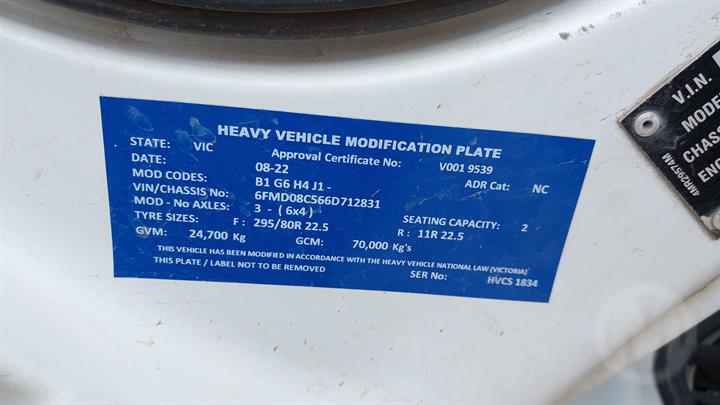 HEAVY VEHICLE MODIFICATION PLATE
STATE: VIC Approval Certificate No: V001 9539
DATE: 08-22 ADR Cat: NC
MOD CODES: B1 G6 H4 J1 -
VIN/CHASSIS No: 6FMD08C566D712831
MOD - No AXLES: 3 - ( 6x4 ) SEATING CAPACITY: 2
TYRE SIZES: F : 295/80R 22.5 R : 11R 22.5
GVM: 24,700 Kg GCM: 70,000 Kg's
THIS VEHICLE HAS BEEN MODIFIED IN ACCORDANCE WITH THE HEAVY VEHICLE NATIONAL LAW (VICTORIA)
THIS PLATE / LABEL NOT TO BE REMOVED SER No: HVCS 1834
V.I.N.
MODE
CHASS
ENG
4MR29574M